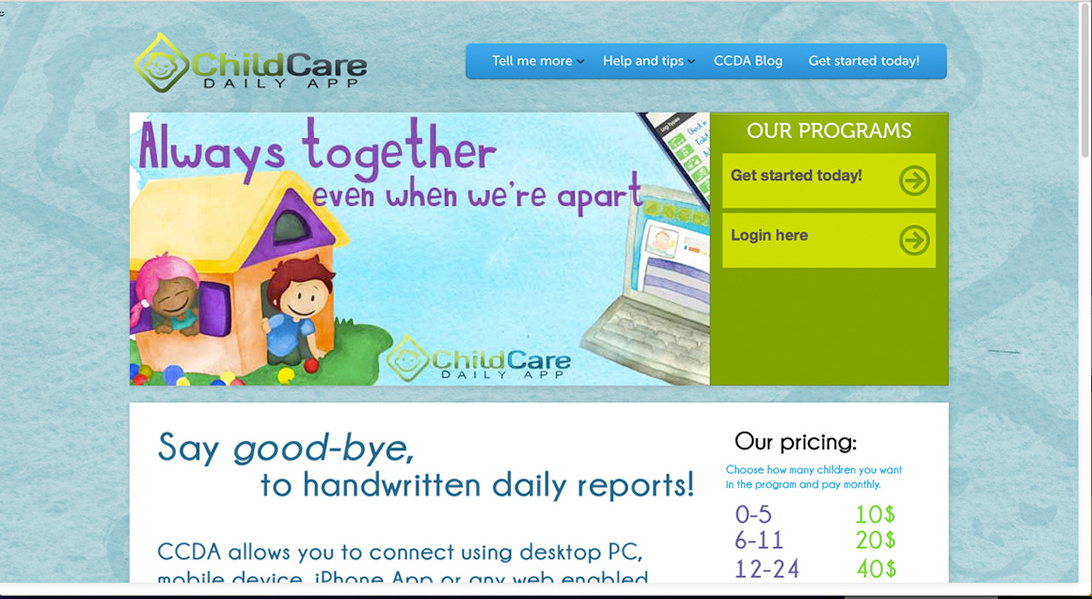 ChildCare
DAILY APP
Tell me more
Help and tips
CCDA Blog
Get started today!
Always together
even when we're apart
ChildCare
DAILY APP
OUR PROGRAMS
Get started today!
Login here
Say good-bye,
to handwritten daily reports!
CCDA allows you to connect using desktop PC,
mobile device, iPhone App or any web enabled
Our pricing:
Choose how many children you want
in the program and pay monthly.
0-5 10$
6-11 20$
12-24 40$